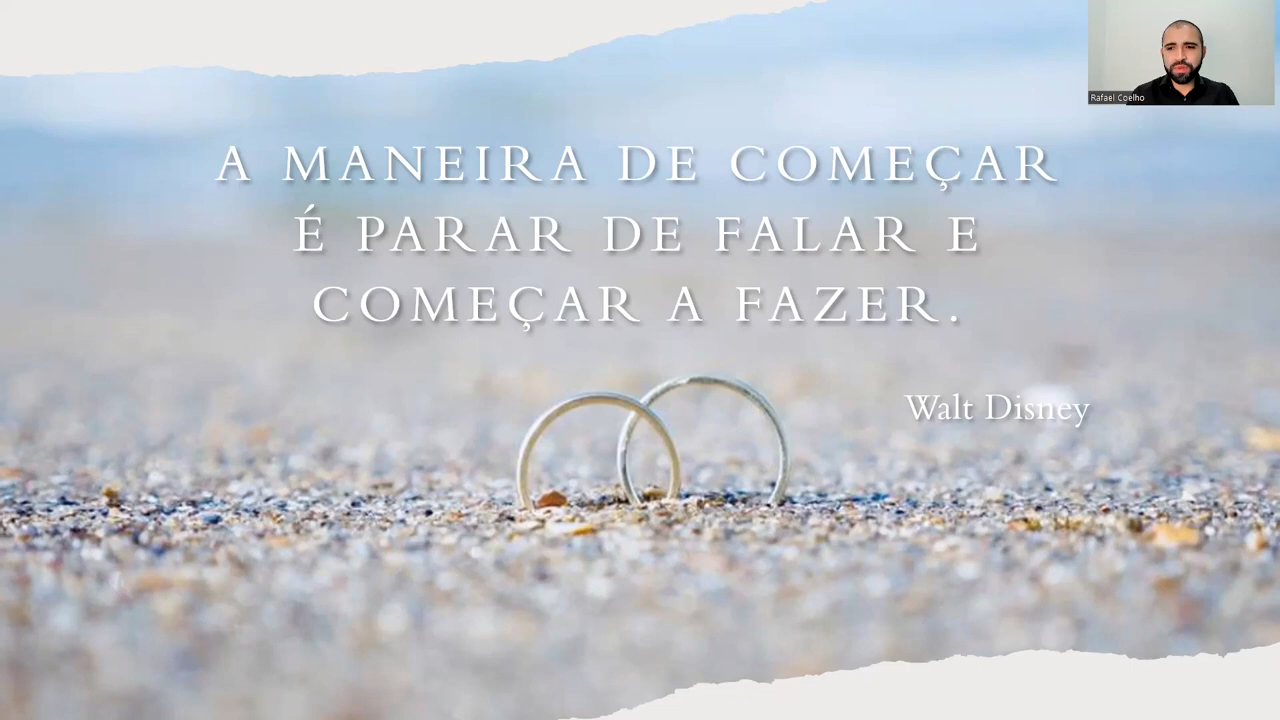 A MANEIRA DE COMEÇAR
É PARAR DE FALAR E
COMEÇAR A FAZER.
Walt Disney
Rafael Coelho